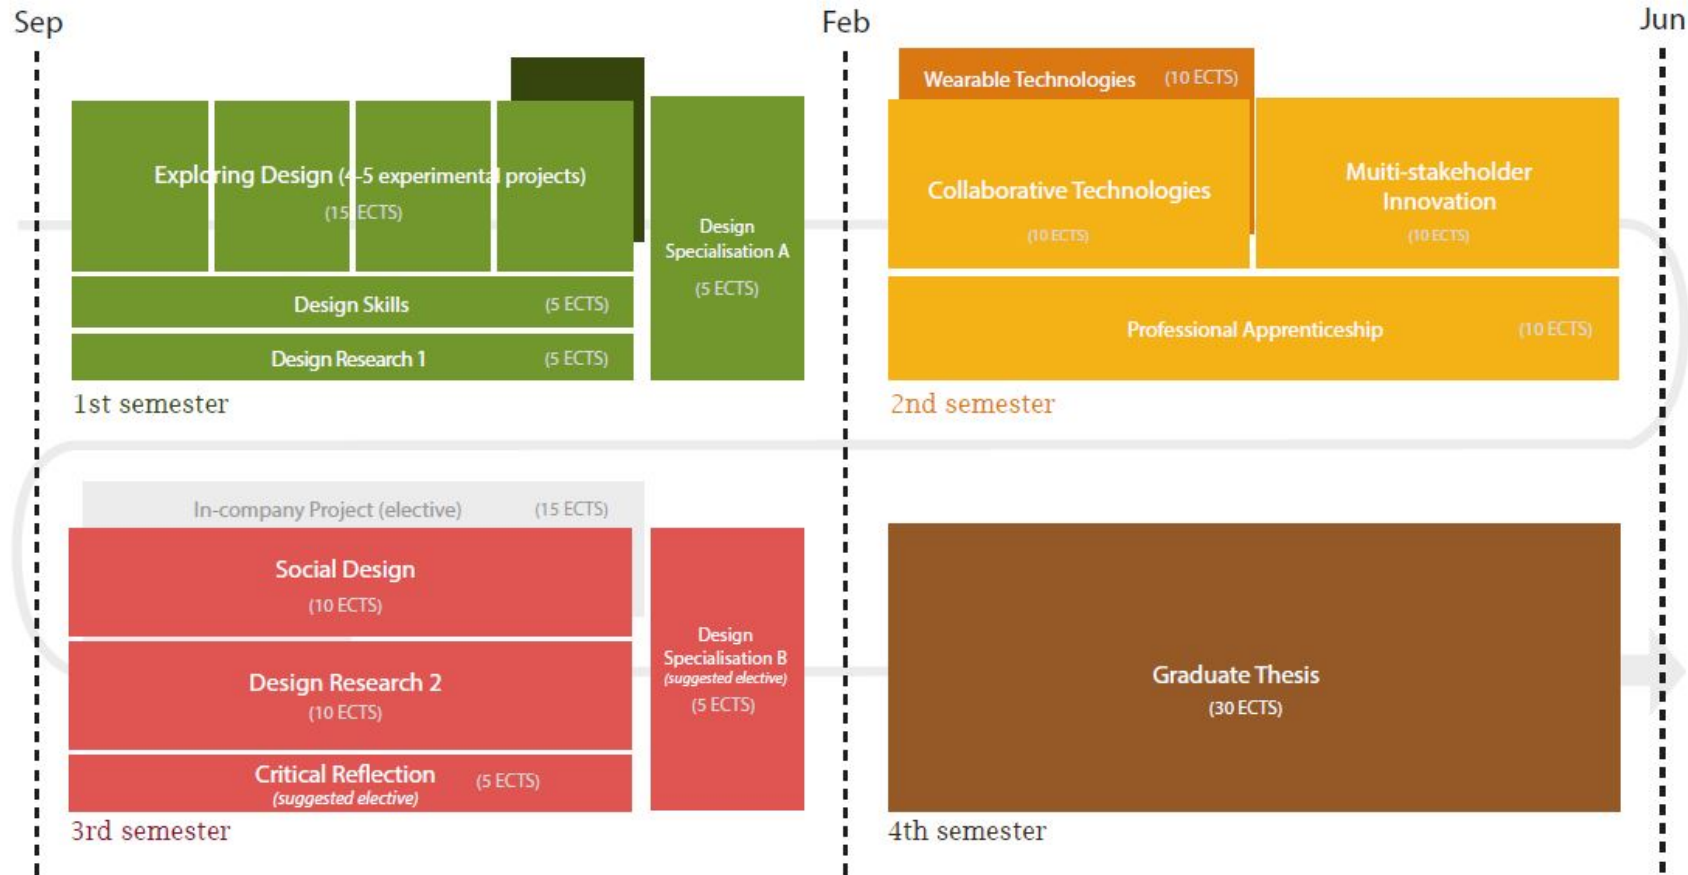 Sep
Feb
Jun
Exploring Design (4-5 experimental projects)
(15 ECTS)
Design Skills (5 ECTS)
Design Research 1 (5 ECTS)
Design
Specialisation A
(5 ECTS)
1st semester
Wearable Technologies (10 ECTS)
Collaborative Technologies
(10 ECTS)
Muiti-stakeholder
Innovation
(10 ECTS)
Professional Apprenticeship (10 ECTS)
2nd semester
In-company Project (elective) (15 ECTS)
Social Design
(10 ECTS)
Design Research 2
(10 ECTS)
Critical Reflection (5 ECTS)
(suggested elective)
Design
Specialisation B
(suggested elective)
(5 ECTS)
3rd semester
Graduate Thesis
(30 ECTS)
4th semester